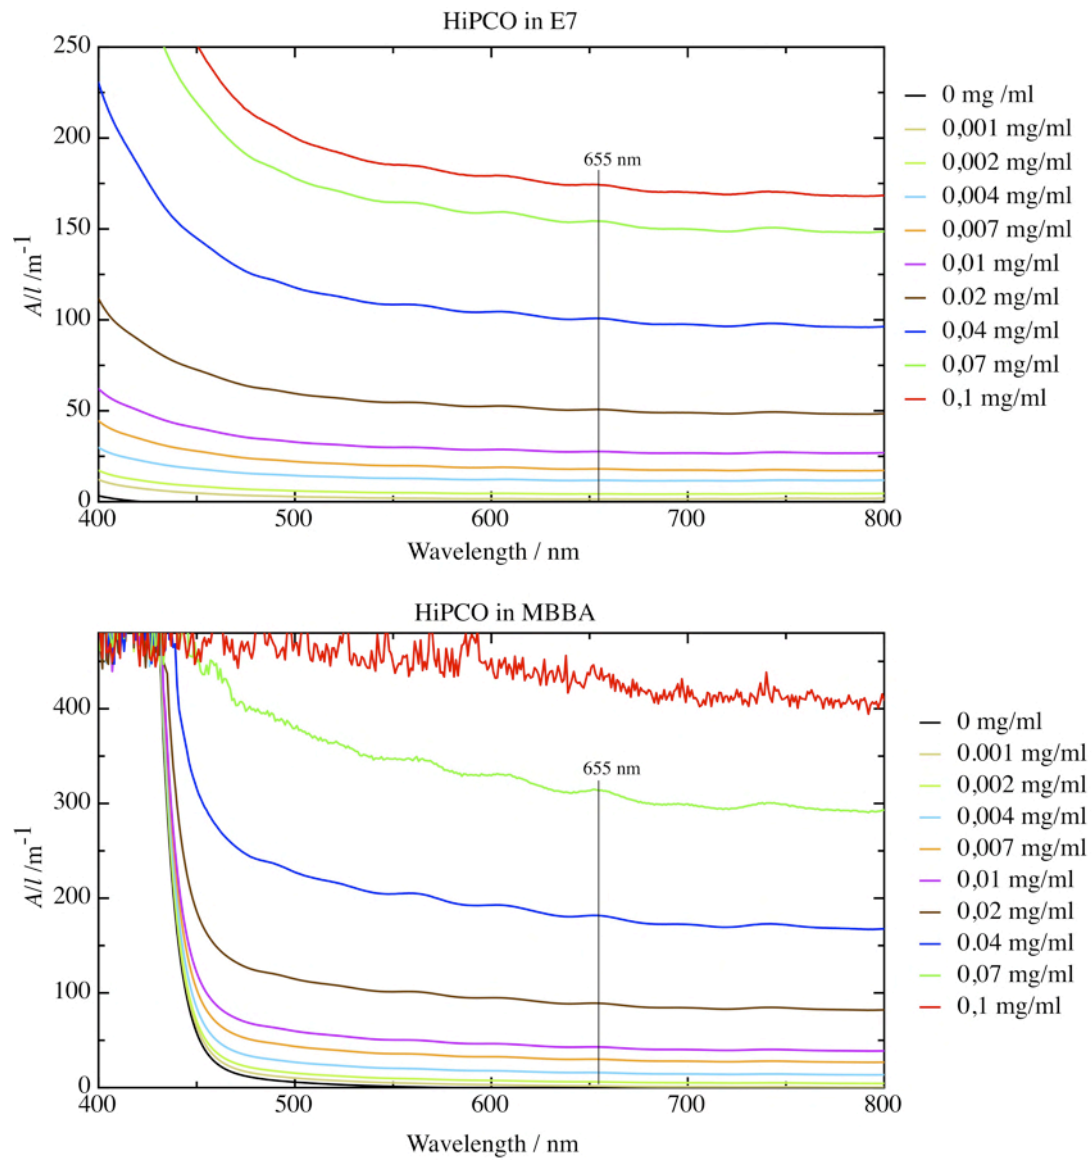 HiPCO in E7
250
200
150
100
50
0
A/l /m-1
655 nm
400
500
600
700
800
Wavelength / nm
0 mg /ml
0,001 mg/ml
0,002 mg/ml
0,004 mg/ml
0,007 mg/ml
0,01 mg/ml
0.02 mg/ml
0,04 mg/ml
0,07 mg/ml
0,1 mg/ml
HiPCO in MBBA
400
300
200
100
0
A/l /m-1
655 nm
400
500
600
700
800
Wavelength / nm
0 mg/ml
0.001 mg/ml
0,002 mg/ml
0,004 mg/ml
0,007 mg/ml
0,01 mg/ml
0,02 mg/ml
0.04 mg/ml
0,07 mg/ml
0,1 mg/ml